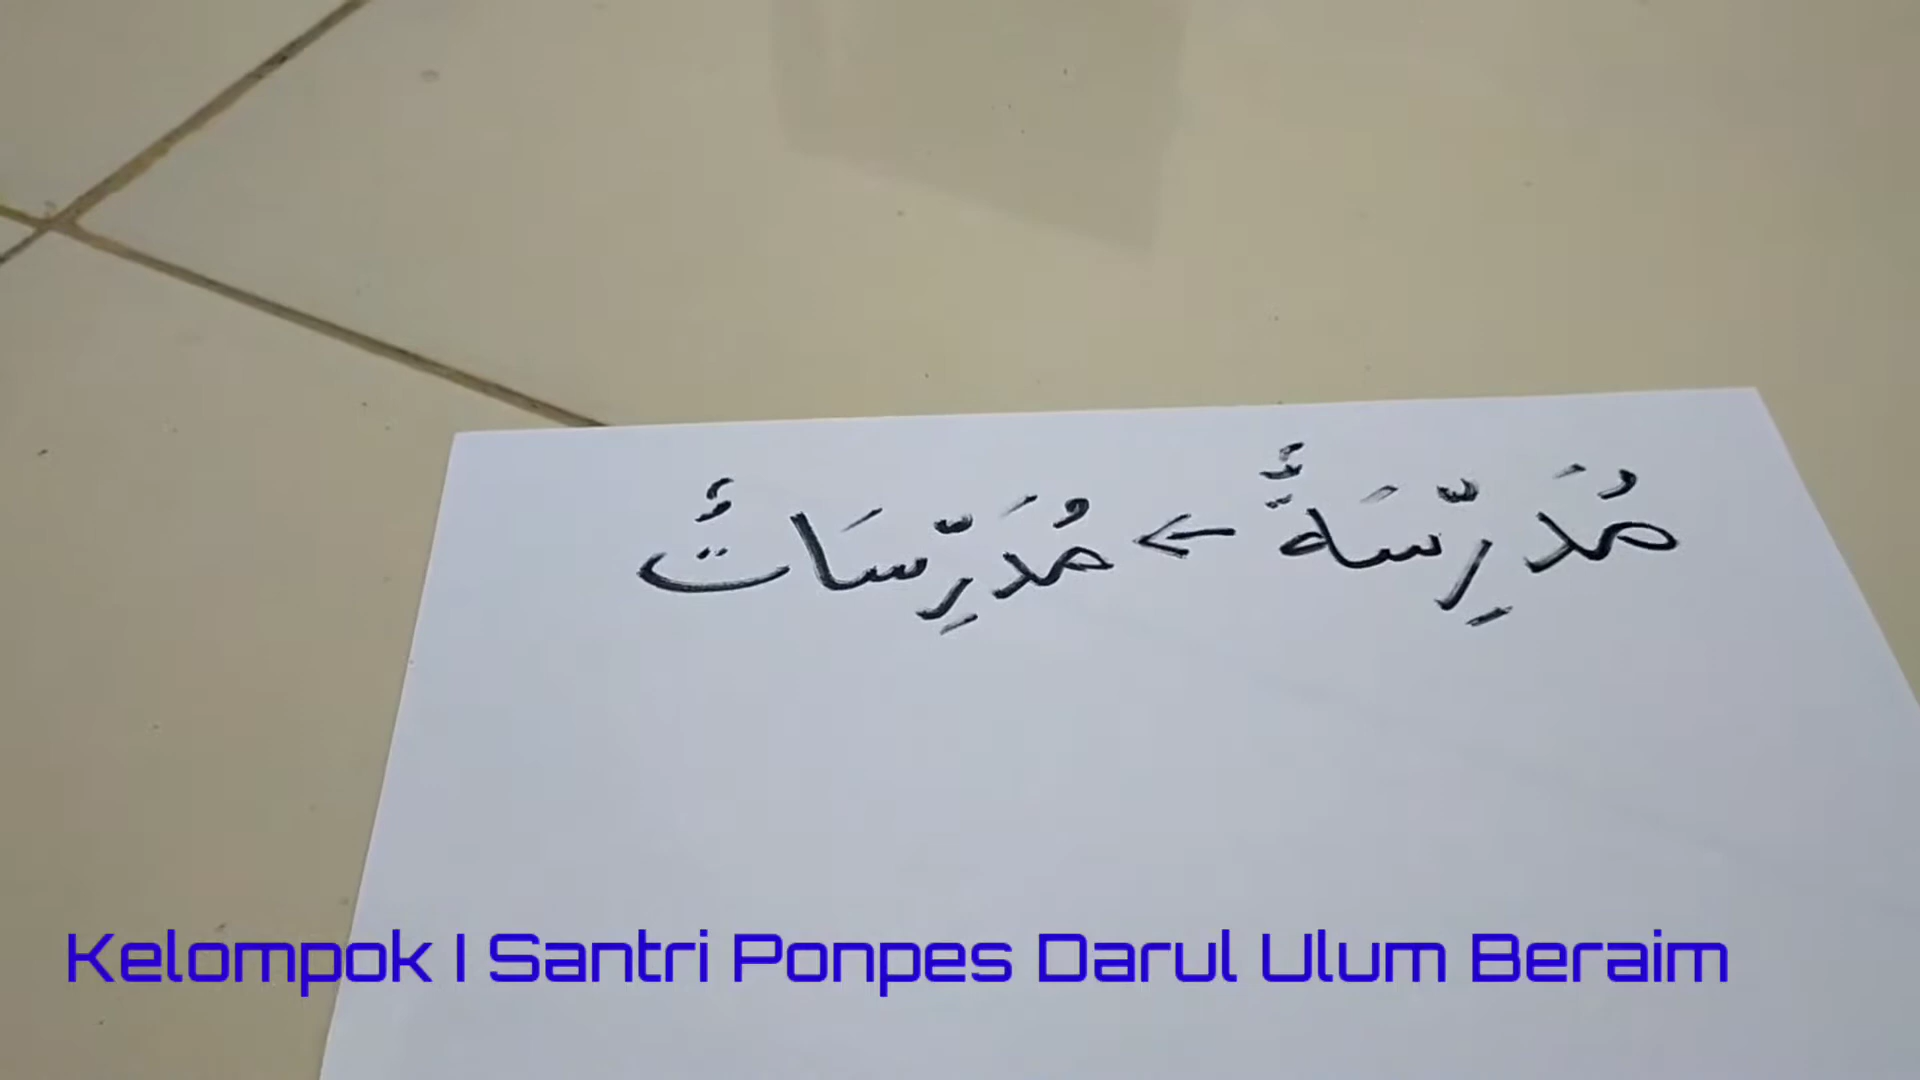 مُدَرِّسَةٌ ← مُدَرِّسَاتٌ
Kelompok I Santri Ponpes Darul Ulum Beraim